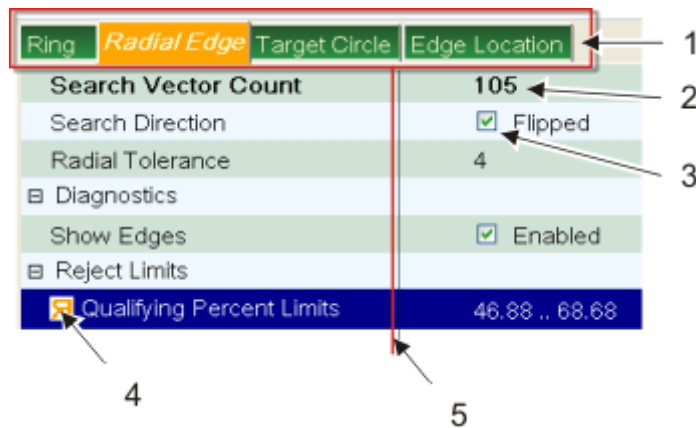 Ring Radial Edge Target Circle Edge Location 1
Search Vector Count 105 2
Search Direction Flipped 3
Radial Tolerance 4
Diagnostics
Show Edges Enabled
Reject Limits
Qualifying Percent Limits 46.88 .. 68.68
4 5